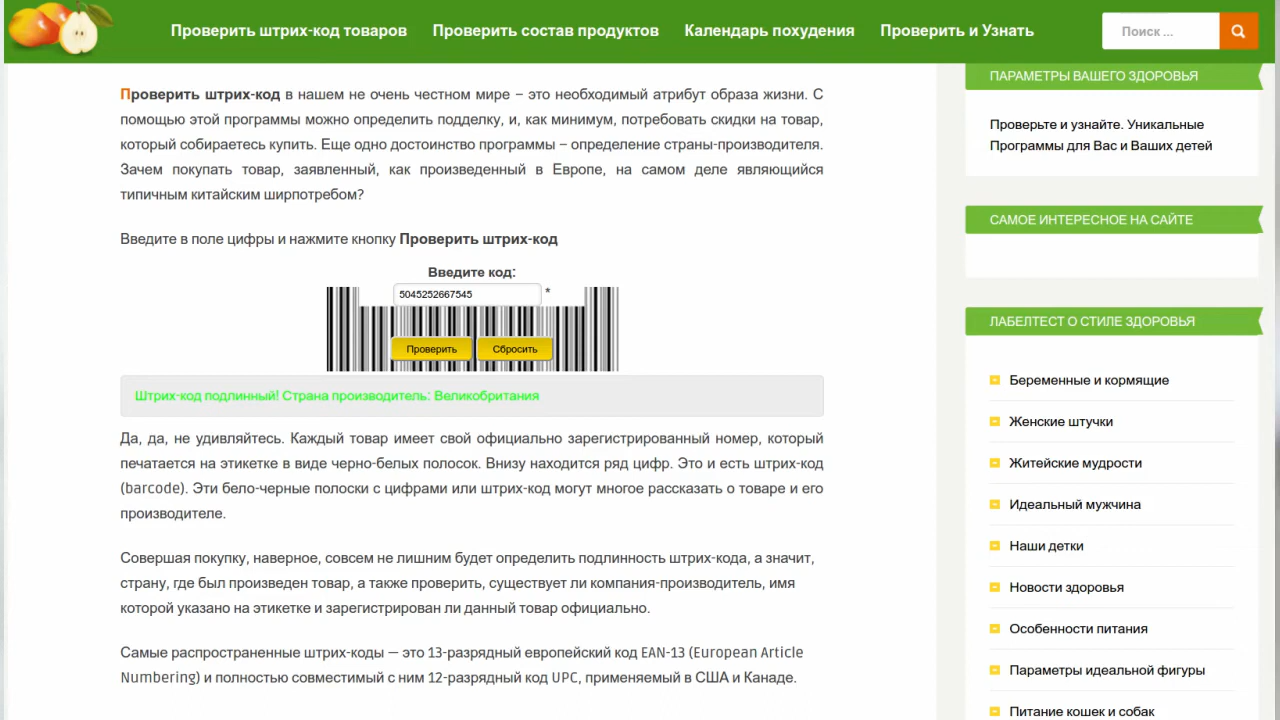 Проверить штрих-код товаров
Проверить состав продуктов
Календарь похудения
Проверить и Узнать
Поиск ...
Проверить штрих-код в нашем не очень честном мире – это необходимый атрибут образа жизни. С
помощью этой программы можно определить подделку, и, как минимум, потребовать скидки на товар,
который собираетесь купить. Еще одно достоинство программы – определение страны-производителя.
Зачем покупать товар, заявленный, как произведенный в Европе, на самом деле являющийся
типичным китайским ширпотребом?
Введите в поле цифры и нажмите кнопку Проверить штрих-код
Введите код:
5045252667545 *
Проверить
Сбросить
Штрих-код подлинный! Страна производитель: Великобритания
Да, да, не удивляйтесь. Каждый товар имеет свой официально зарегистрированный номер, который
печатается на этикетке в виде черно-белых полосок. Внизу находится ряд цифр. Это и есть штрих-код
(barcode). Эти бело-черные полоски с цифрами или штрих-код могут многое рассказать о товаре и его
производителе.
Совершая покупку, наверное, совсем не лишним будет определить подлинность штрих-кода, а значит,
страну, где был произведен товар, а также проверить, существует ли компания-производитель, имя
которой указано на этикетке и зарегистрирован ли данный товар официально.
Самые распространенные штрих-коды — это 13-разрядный европейский код EAN-13 (European Article
Numbering) и полностью совместимый с ним 12-разрядный код UPC, применяемый в США и Канаде.
ПАРАМЕТРЫ ВАШЕГО ЗДОРОВЬЯ
Проверьте и узнайте. Уникальные
Программы для Вас и Ваших детей
САМОЕ ИНТЕРЕСНОЕ НА САЙТЕ
ЛАБЕЛТЕСТ О СТИЛЕ ЗДОРОВЬЯ
Беременные и кормящие
Женские штучки
Житейские мудрости
Идеальный мужчина
Наши детки
Новости здоровья
Особенности питания
Параметры идеальной фигуры
Питание кошек и собак